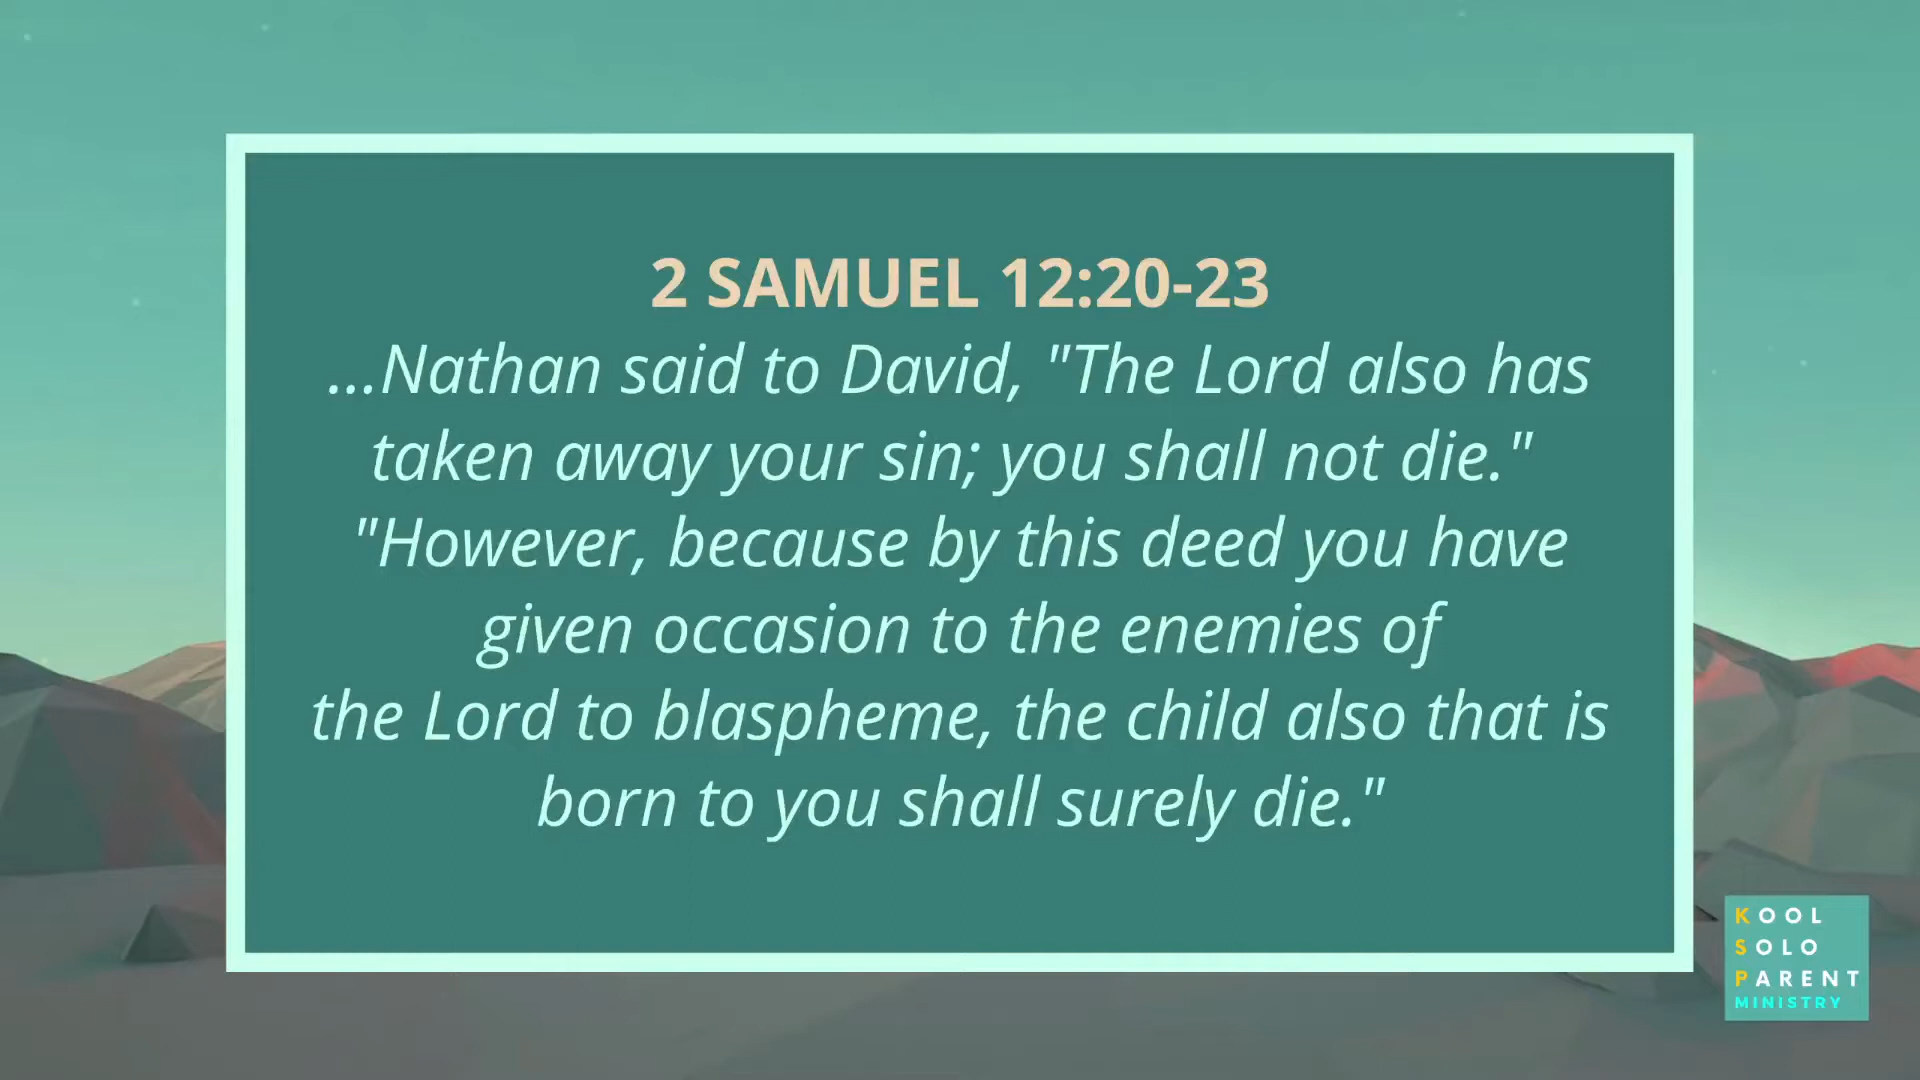 2 SAMUEL 12:20-23
...Nathan said to David, "The Lord also has
taken away your sin; you shall not die."
"However, because by this deed you have
given occasion to the enemies of
the Lord to blaspheme, the child also that is
born to you shall surely die."
KOOL
SOLO
PARENT
MINISTRY